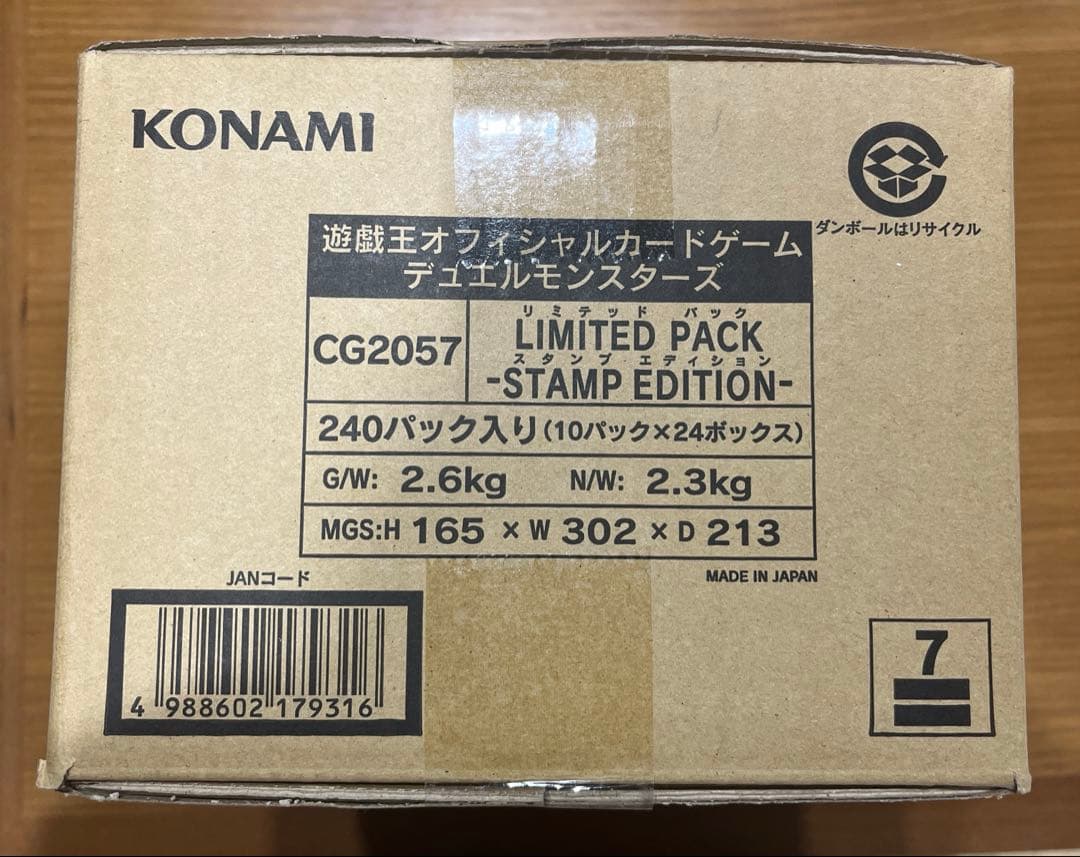 KONAMI
ダンボールはリサイクル
遊戯王オフィシャルカードゲーム
デュエルモンスターズ
CG2057
リミテッド パック
LIMITED PACK
スタンプ エディション
-STAMP EDITION-
240パック入り(10パック×24ボックス)
G/W: 2.6kg N/W: 2.3kg
MGS:H 165 × W 302 × D 213
MADE IN JAPAN
JANコード
4 988602 179316
7